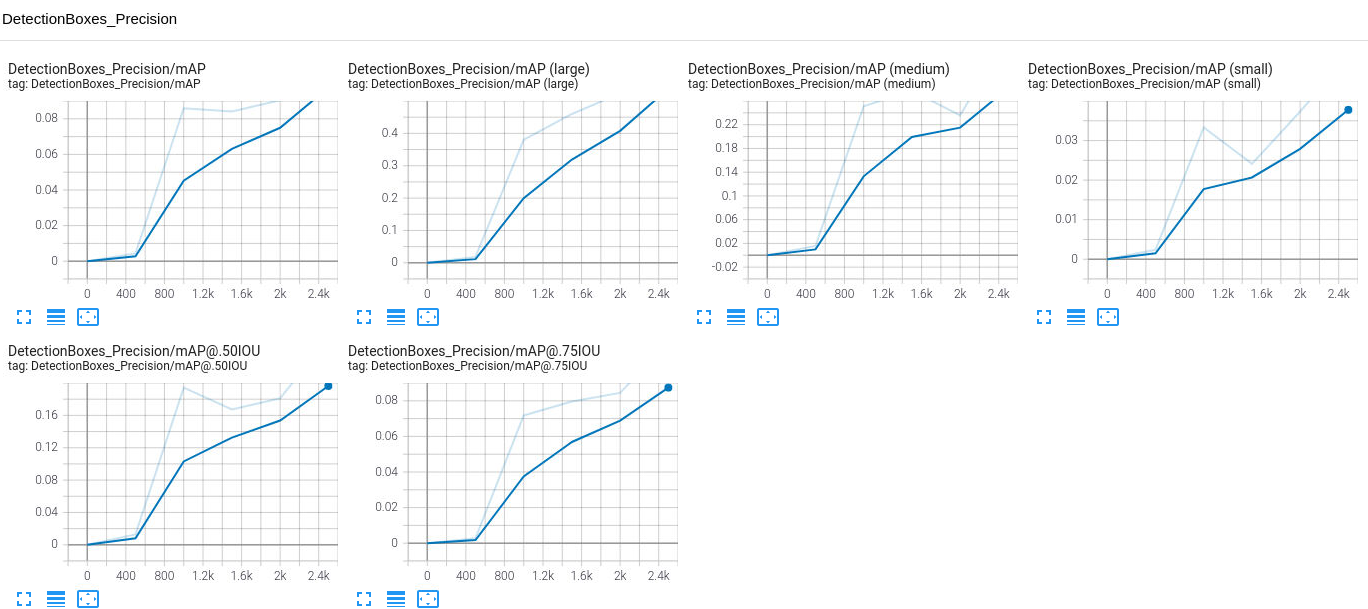 DetectionBoxes_Precision
DetectionBoxes_Precision/mAP
tag: DetectionBoxes_Precision/mAP
0.08
0.06
0.04
0.02
0
0 400 800 1.2k 1.6k 2k 2.4k
DetectionBoxes_Precision/mAP (large)
tag: DetectionBoxes_Precision/mAP (large)
0.4
0.3
0.2
0.1
0
0 400 800 1.2k 1.6k 2k 2.4k
DetectionBoxes_Precision/mAP (medium)
tag: DetectionBoxes_Precision/mAP (medium)
0.22
0.18
0.14
0.1
0.06
0.02
-0.02
0 400 800 1.2k 1.6k 2k 2.4k
DetectionBoxes_Precision/mAP (small)
tag: DetectionBoxes_Precision/mAP (small)
0.03
0.02
0.01
0
0 400 800 1.2k 1.6k 2k 2.4k
DetectionBoxes_Precision/mAP@.50IOU
tag: DetectionBoxes_Precision/mAP@.50IOU
0.16
0.12
0.08
0.04
0
0 400 800 1.2k 1.6k 2k 2.4k
DetectionBoxes_Precision/mAP@.75IOU
tag: DetectionBoxes_Precision/mAP@.75IOU
0.08
0.06
0.04
0.02
0
0 400 800 1.2k 1.6k 2k 2.4k